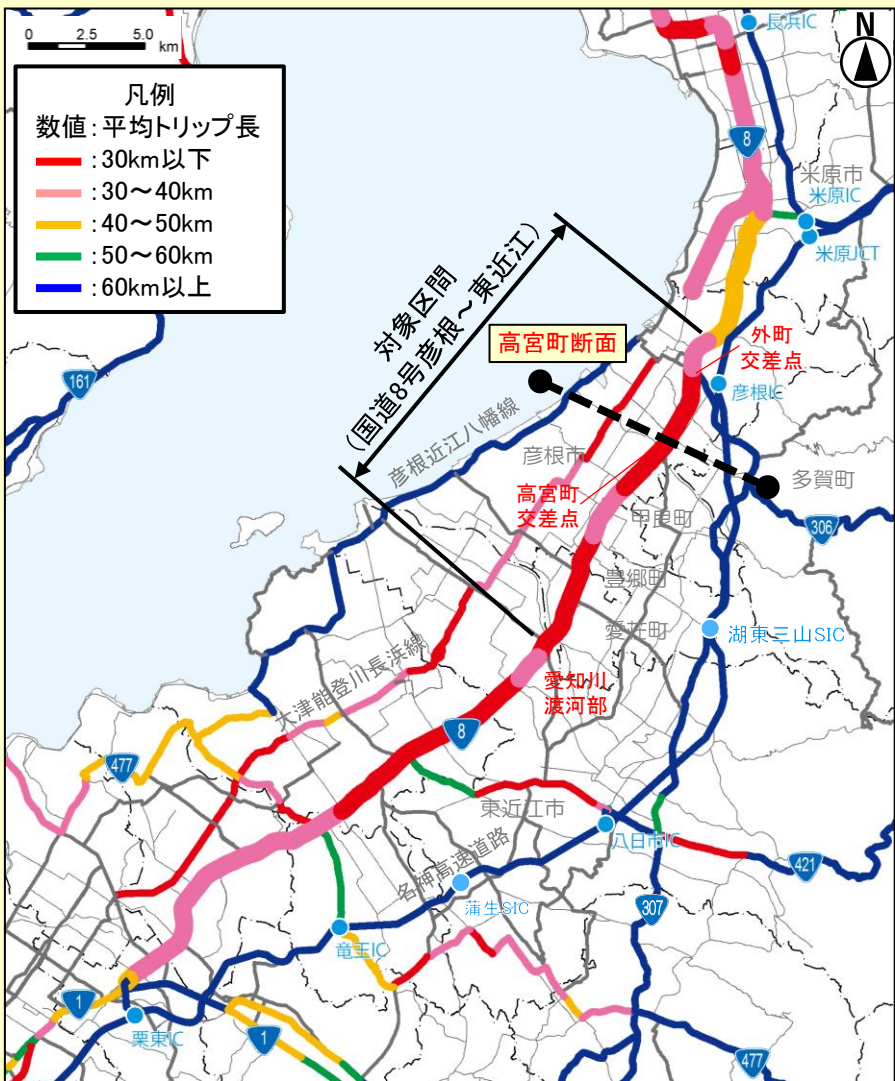 0 2.5 5.0 km
N
凡例
数値:平均トリップ長
:30km以下
:30～40km
:40～50km
:50～60km
:60km以上
長浜IC
8
米原市
米原IC
米原JCT
対象区間
(国道8号彦根～東近江)
高宮町断面
外町
交差点
彦根IC
161
彦根近江八幡線
彦根市
多賀町
高宮町
交差点
甲良町
306
豊郷町
愛荘町
湖東三山SIC
大津能登川長浜線
愛知川
渡河部
8
477
東近江市
八日市IC
421
名神高速道路
蒲生SIC
307
竜王IC
1
栗東IC
1
477